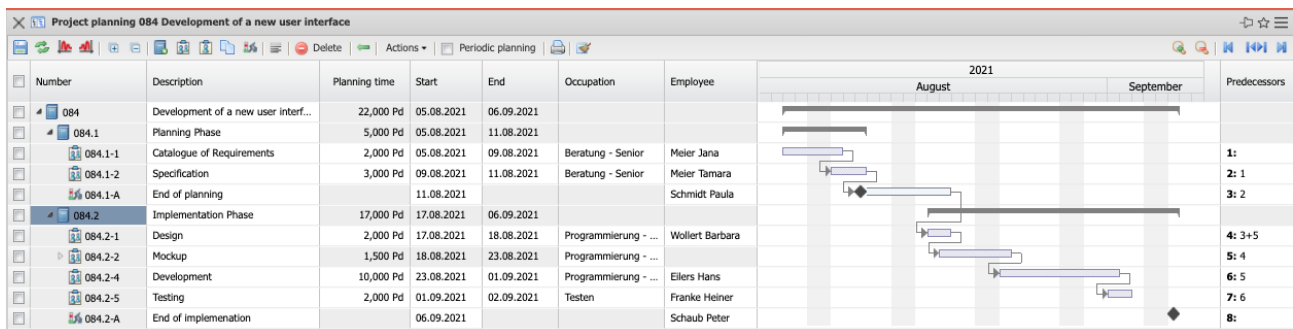 Project planning 084 Development of a new user interface
Delete Actions Periodic planning
2021
Number Description Planning time Start End Occupation Employee August September Predecessors
084 Development of a new user interf... 22,000 Pd 05.08.2021 06.09.2021
084.1 Planning Phase 5,000 Pd 05.08.2021 11.08.2021
084.1-1 Catalogue of Requirements 2,000 Pd 05.08.2021 09.08.2021 Beratung - Senior Meier Jana 1:
084.1-2 Specification 3,000 Pd 09.08.2021 11.08.2021 Beratung - Senior Meier Tamara 2: 1
084.1-A End of planning 11.08.2021 Schmidt Paula 3: 2
084.2 Implementation Phase 17,000 Pd 17.08.2021 06.09.2021
084.2-1 Design 2,000 Pd 17.08.2021 18.08.2021 Programmierung - ... Wollert Barbara 4: 3+5
084.2-2 Mockup 1,500 Pd 18.08.2021 23.08.2021 Programmierung - ... 5: 4
084.2-4 Development 10,000 Pd 23.08.2021 01.09.2021 Programmierung - ... Eilers Hans 6: 5
084.2-5 Testing 2,000 Pd 01.09.2021 02.09.2021 Testen Franke Heiner 7: 6
084.2-A End of implemenation 06.09.2021 Schaub Peter 8: